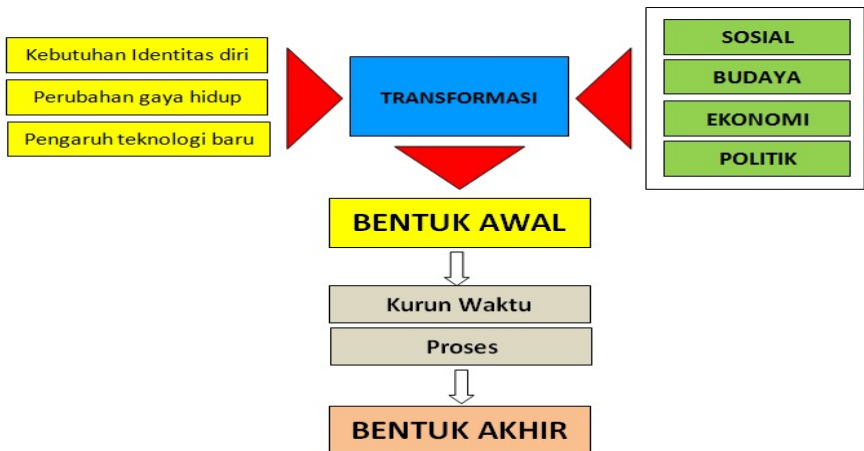 Kebutuhan Identitas diri
Perubahan gaya hidup
Pengaruh teknologi baru
TRANSFORMASI
SOSIAL
BUDAYA
EKONOMI
POLITIK
BENTUK AWAL
Kurun Waktu
Proses
BENTUK AKHIR